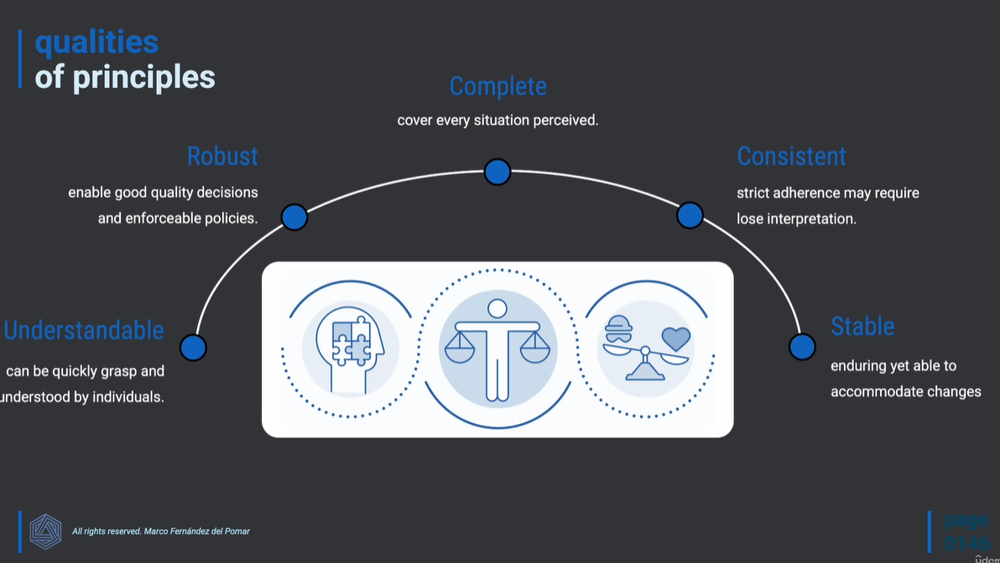 qualities
of principles
Complete
cover every situation perceived.
Robust
enable good quality decisions
and enforceable policies.
Consistent
strict adherence may require
lose interpretation.
Understandable
can be quickly grasp and
understood by individuals.
Stable
enduring yet able to
accommodate changes
All rights reserved. Marco Fernández del Pomar
page
0146